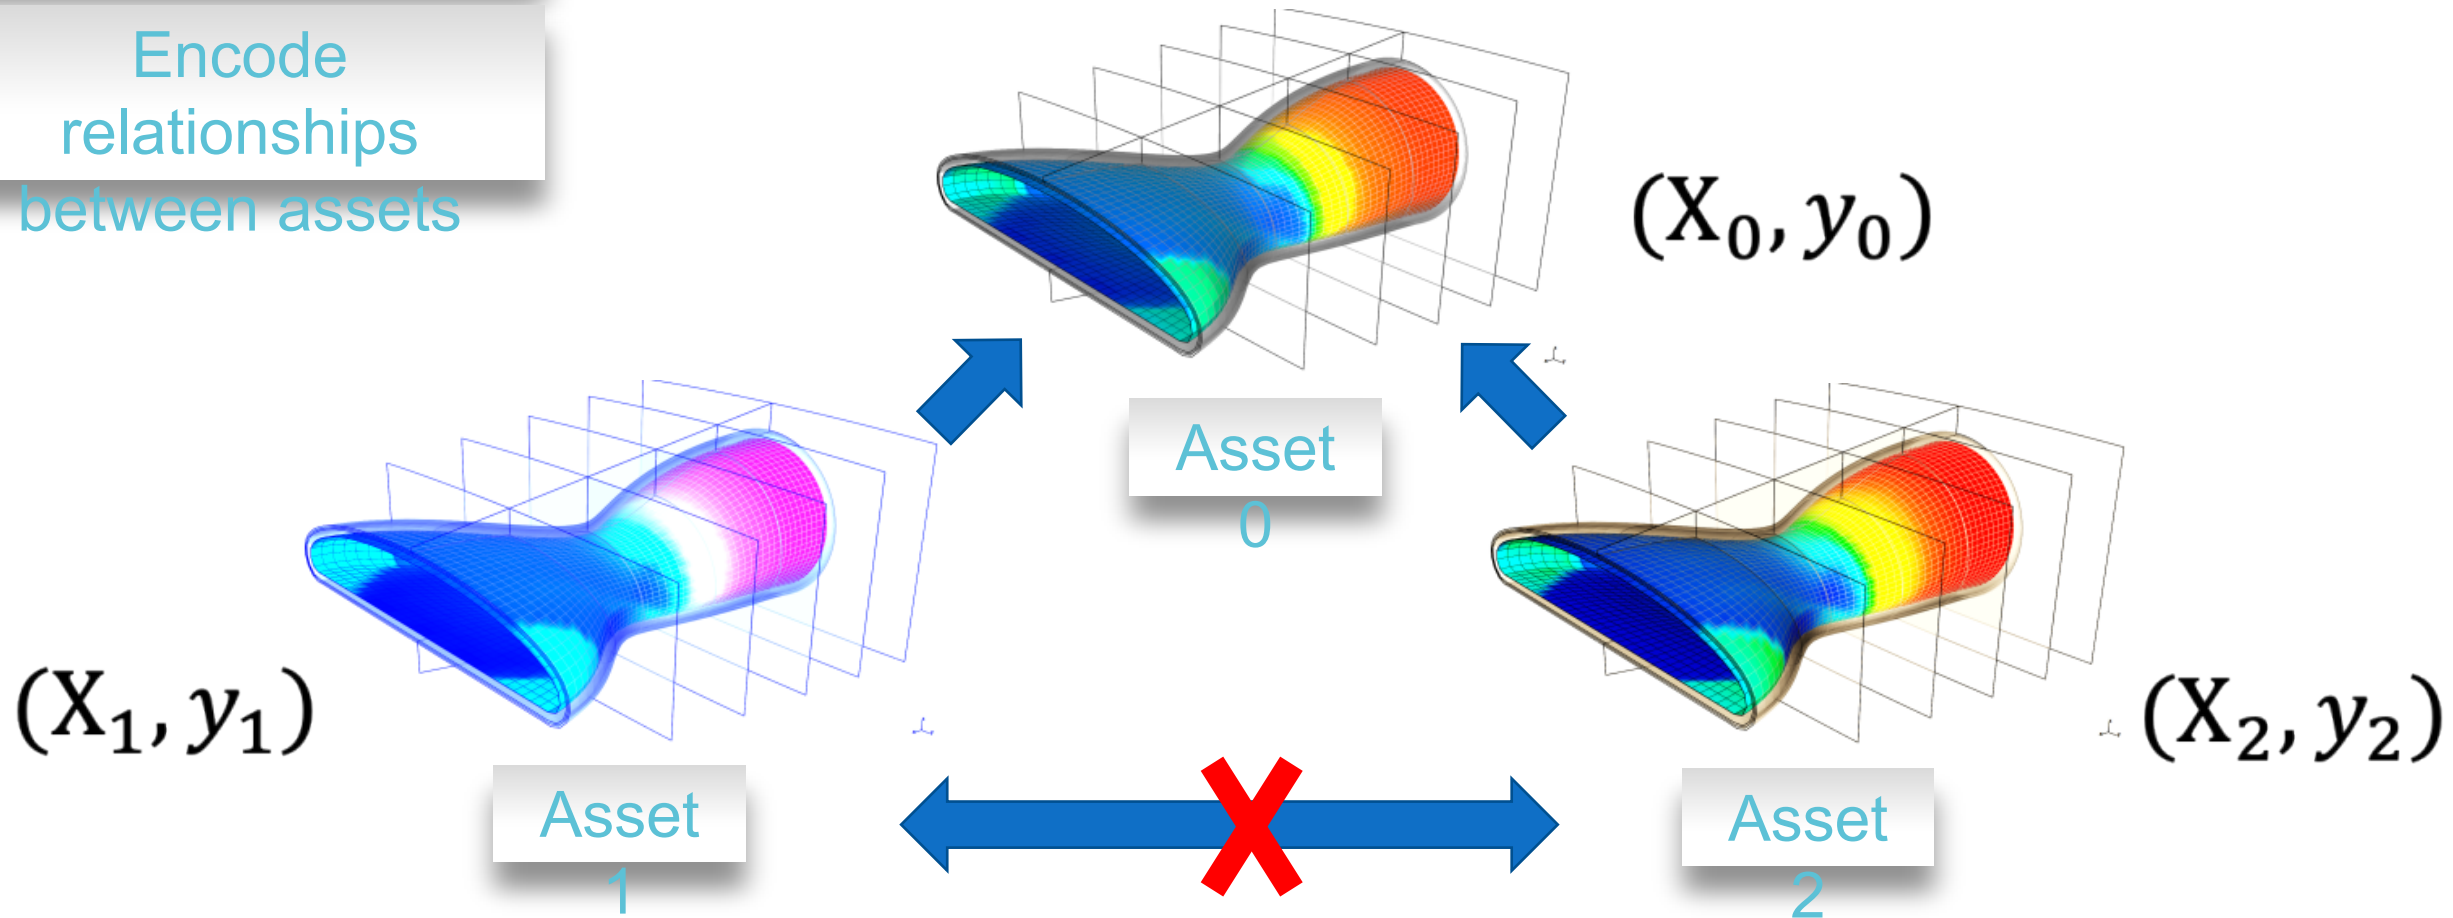 Encode
relationships
between assets
(X₀, y₀)
Asset
0
(X₁, y₁)
Asset
1
(X₂, y₂)
Asset
2